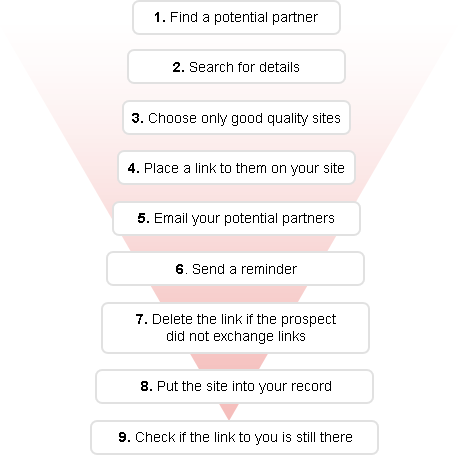 1. Find a potential partner
2. Search for details
3. Choose only good quality sites
4. Place a link to them on your site
5. Email your potential partners
6. Send a reminder
7. Delete the link if the prospect
did not exchange links
8. Put the site into your record
9. Check if the link to you is still there